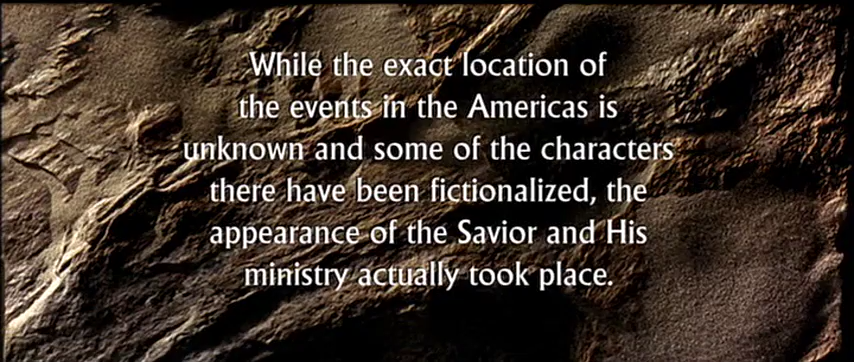 While the exact location of
the events in the Americas is
unknown and some of the characters
there have been fictionalized, the
appearance of the Savior and His
ministry actually took place.